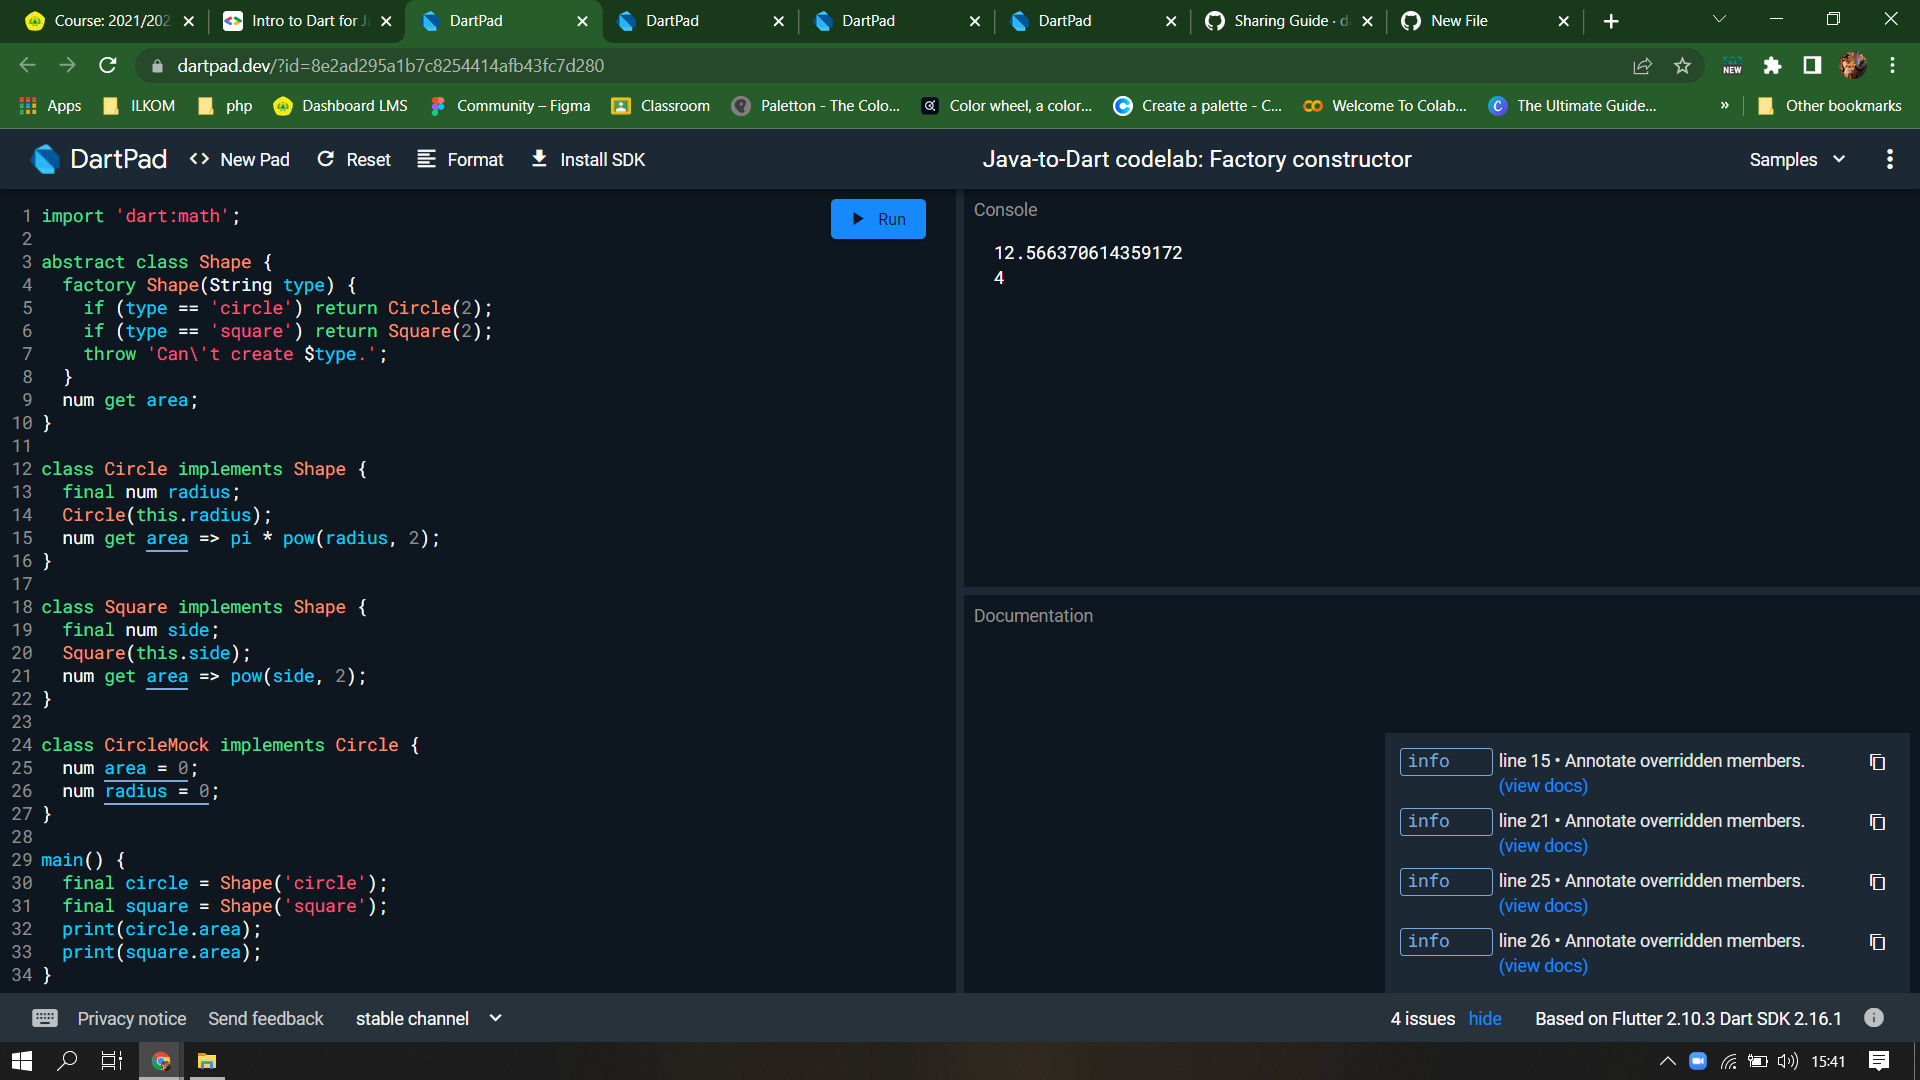 Course: 2021/202
Intro to Dart for Ja
DartPad
DartPad
DartPad
DartPad
Sharing Guide · d
New File
dartpad.dev/?id=8e2ad295a1b7c8254414afb43fc7d280
NEW
Apps
ILKOM
php
Dashboard LMS
Community – Figma
Classroom
Paletton - The Colo...
Color wheel, a color...
Create a palette - C...
Welcome To Colab...
The Ultimate Guide...
»
Other bookmarks
DartPad
<> New Pad
Reset
Format
Install SDK
Java-to-Dart codelab: Factory constructor
Samples
1 import 'dart:math';
2
3 abstract class Shape {
4   factory Shape(String type) {
5     if (type == 'circle') return Circle(2);
6     if (type == 'square') return Square(2);
7     throw 'Can\'t create $type.';
8   }
9   num get area;
10 }
11
12 class Circle implements Shape {
13   final num radius;
14   Circle(this.radius);
15   num get area => pi * pow(radius, 2);
16 }
17
18 class Square implements Shape {
19   final num side;
20   Square(this.side);
21   num get area => pow(side, 2);
22 }
23
24 class CircleMock implements Circle {
25   num area = 0;
26   num radius = 0;
27 }
28
29 main() {
30   final circle = Shape('circle');
31   final square = Shape('square');
32   print(circle.area);
33   print(square.area);
34 }
Run
Console
12.566370614359172
4
Documentation
info line 15 • Annotate overridden members.
(view docs)
info line 21 • Annotate overridden members.
(view docs)
info line 25 • Annotate overridden members.
(view docs)
info line 26 • Annotate overridden members.
(view docs)
Privacy notice
Send feedback
stable channel
4 issues hide
Based on Flutter 2.10.3 Dart SDK 2.16.1
15:41